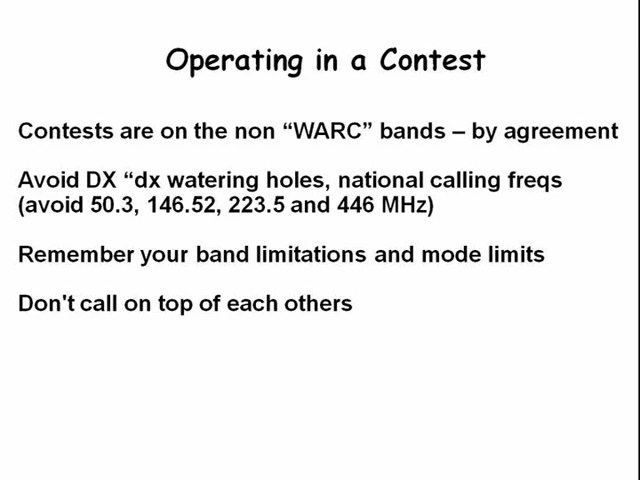 Operating in a Contest
Contests are on the non “WARC” bands – by agreement
Avoid DX “dx watering holes, national calling freqs
(avoid 50.3, 146.52, 223.5 and 446 MHz)
Remember your band limitations and mode limits
Don't call on top of each others